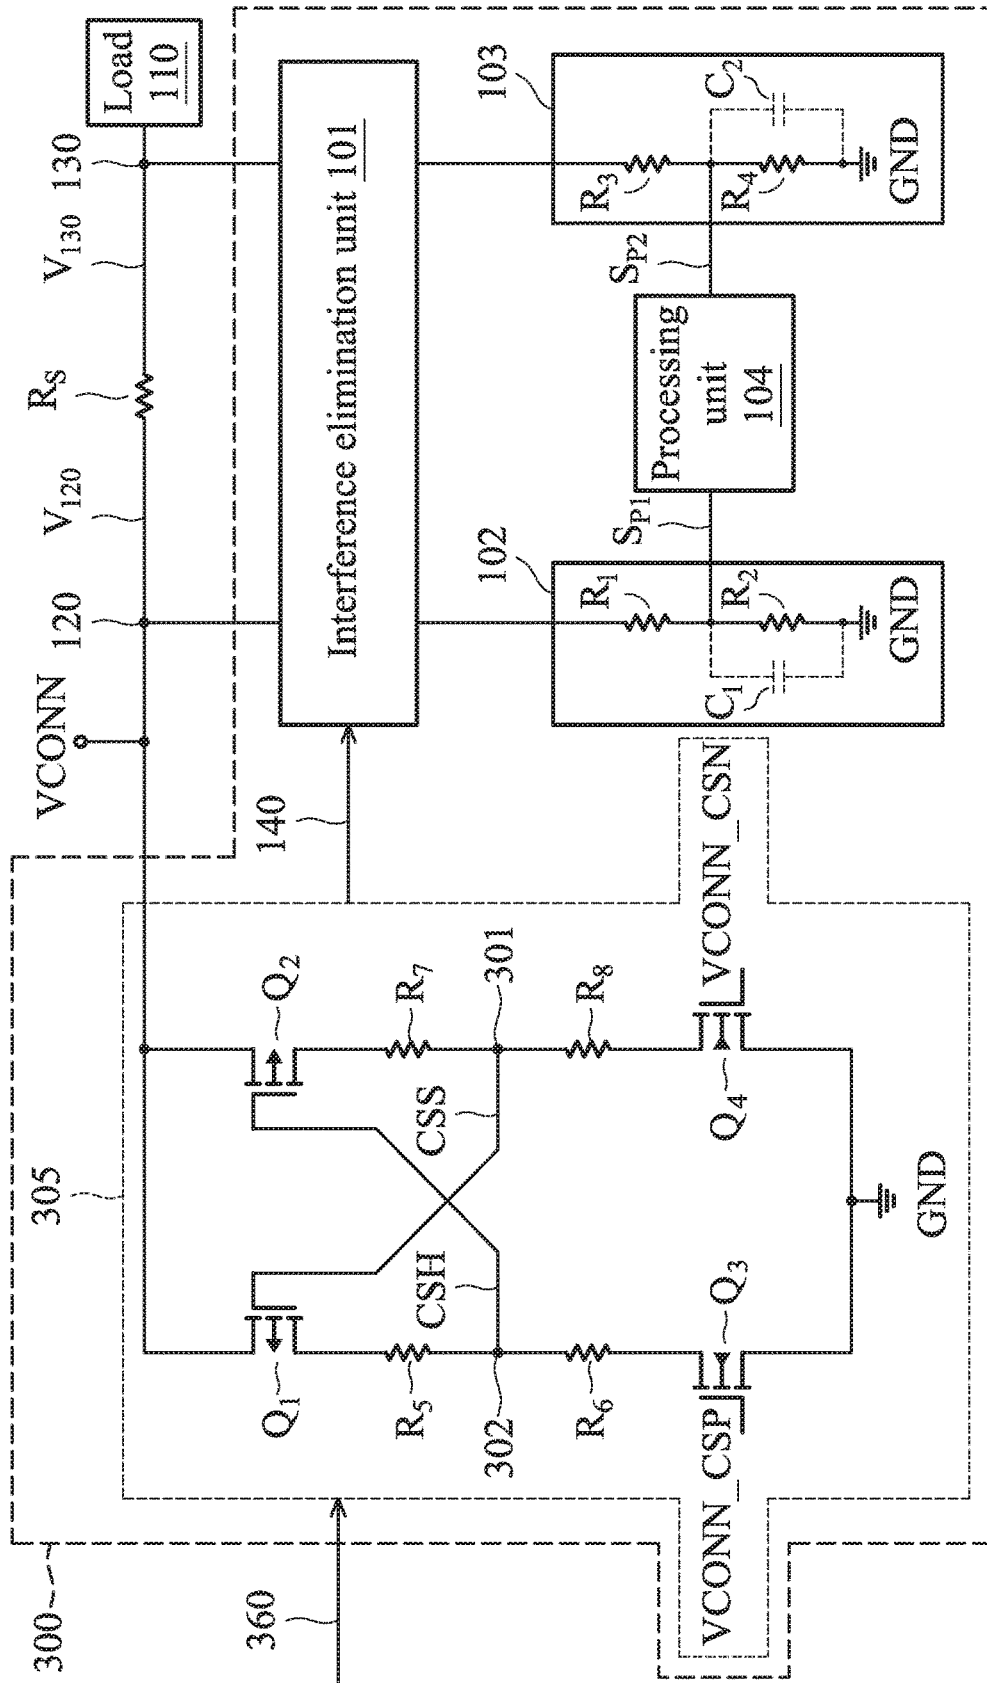 300
360
305
VCONN
120
V120
RS
V130
130
Load
110
Q1
Q2
140
Interference elimination unit 101
R5
R7
CSH
CSS
302
301
R6
R8
VCONN_CSP
Q3
Q4
VCONN_CSN
GND
102
R1
R2
C1
GND
SP1
Processing
unit
104
SP2
103
R3
R4
C2
GND